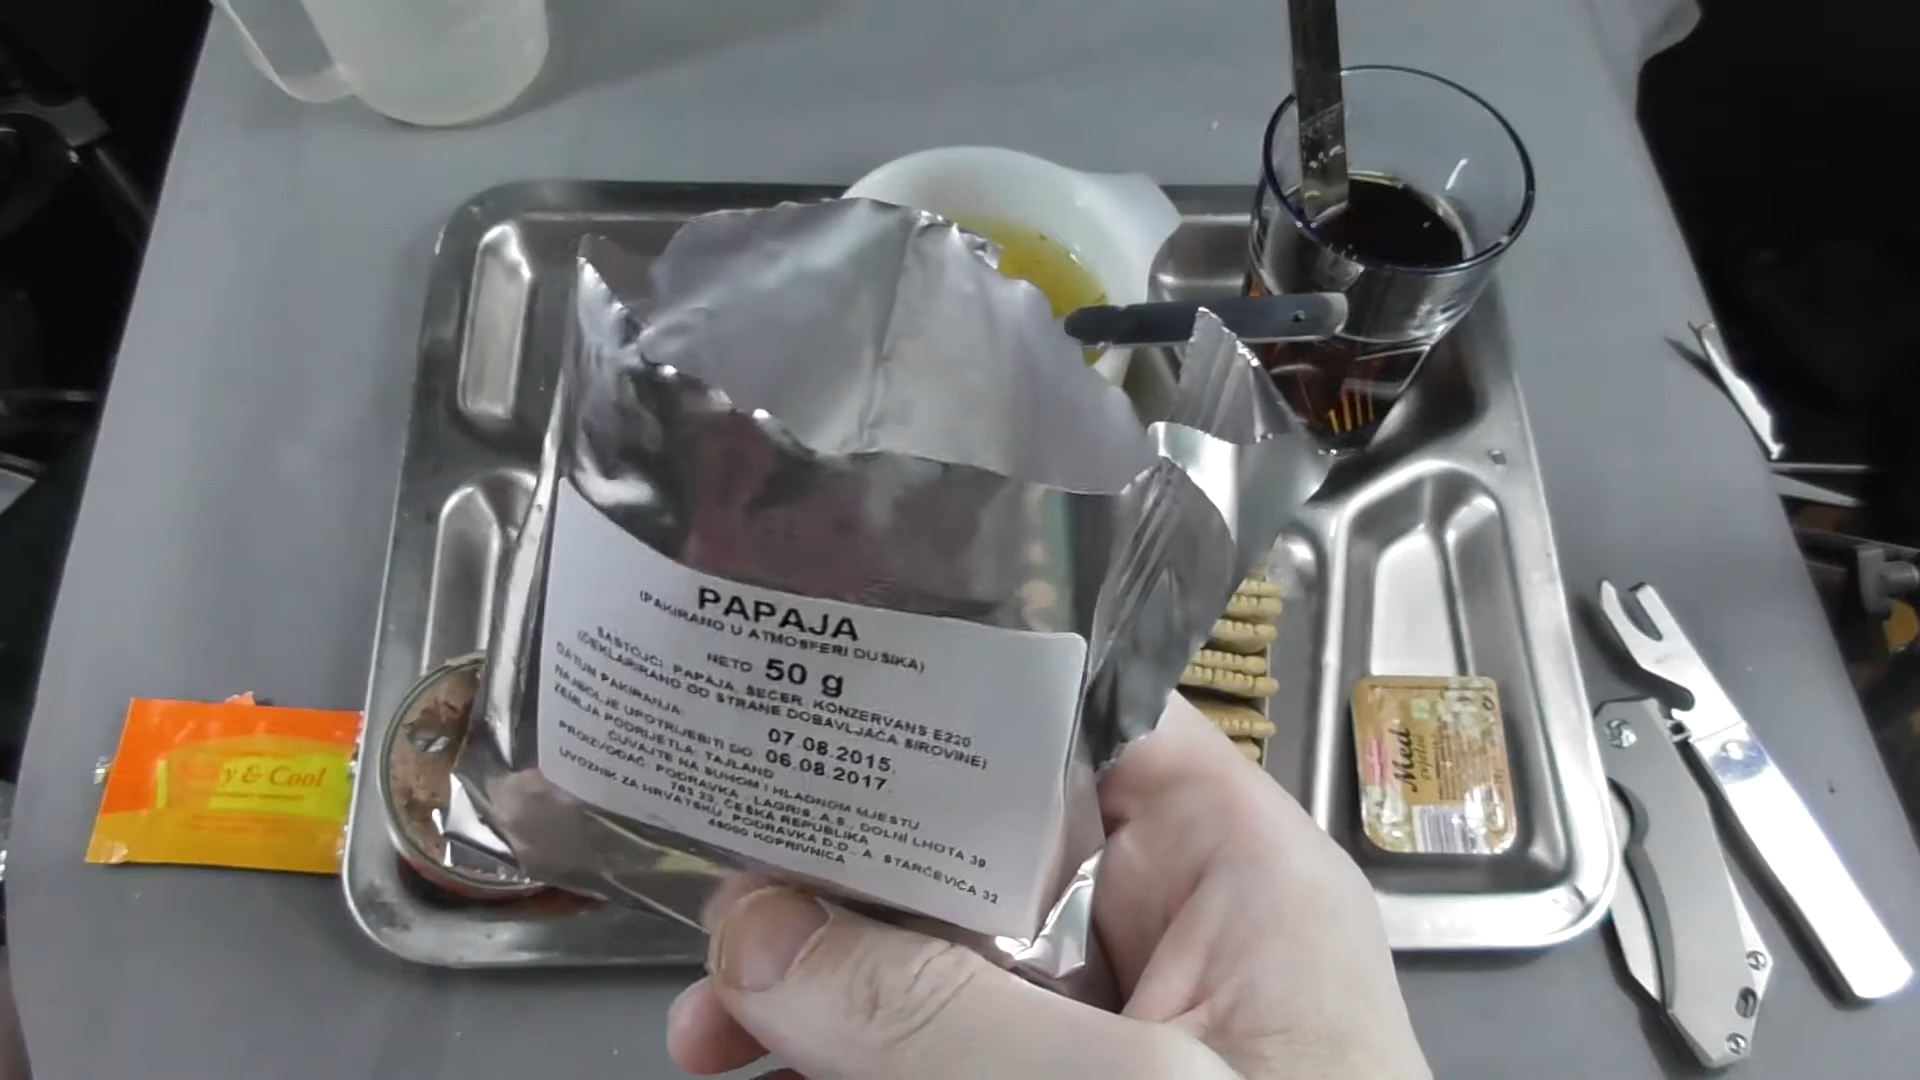 PAPAJA
(PAKIRANO U ATMOSFERI DUŠIKA)
NETO 50 g
SASTOJCI: PAPAJA, ŠEĆER, KONZERVANS E220
(DEKLARIRANO OD STRANE DOBAVLJAČA SIROVINE)
DATUM PAKIRANJA: 07.08.2015.
NAJBOLJE UPOTRIJEBITI DO: 06.08.2017.
ZEMLJA PODRIJETLA: TAJLAND
ČUVAJTE NA SUHOM I HLADNOM MJESTU
PROIZVOĐAČ: PODRAVKA - LAGRIS, A.S., DOLNÍ LHOTA 39
763 23, ČEŠKA REPUBLIKA
UVOZNIK ZA HRVATSKU: PODRAVKA D.D., A. STARČEVIĆA 32
48000 KOPRIVNICA
y & Cool
Med